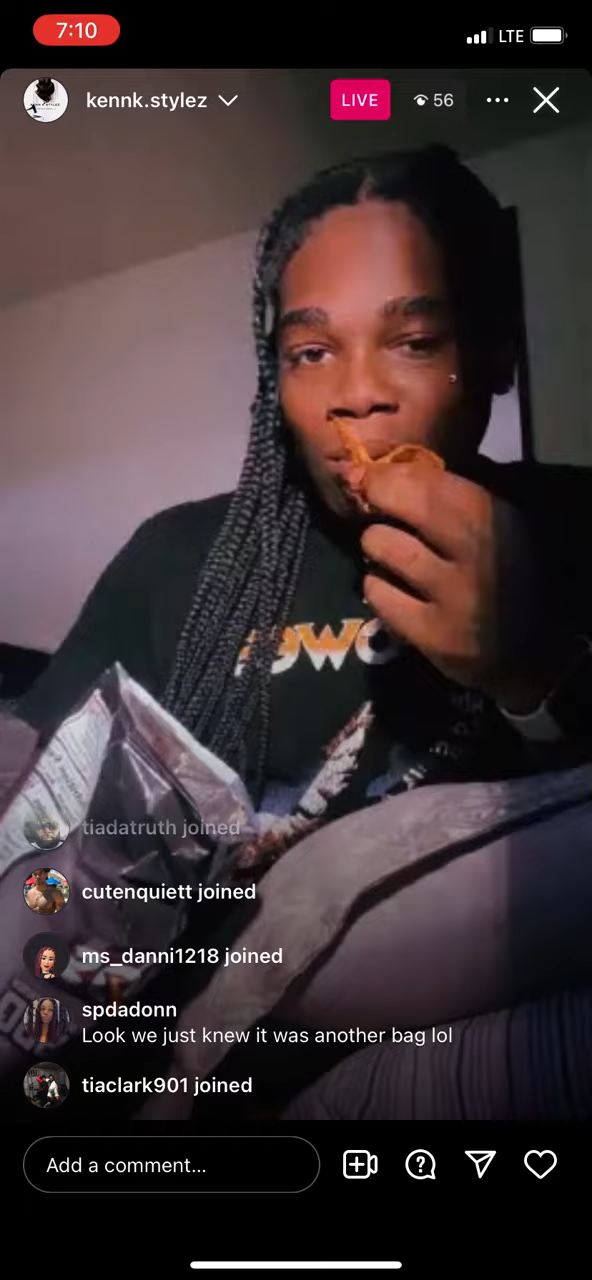 7:10
LTE
kennk.stylez
LIVE
56
tiadatruth joined
cutenquiett joined
ms_danni1218 joined
spdadonn
Look we just knew it was another bag lol
tiaclark901 joined
Add a comment...